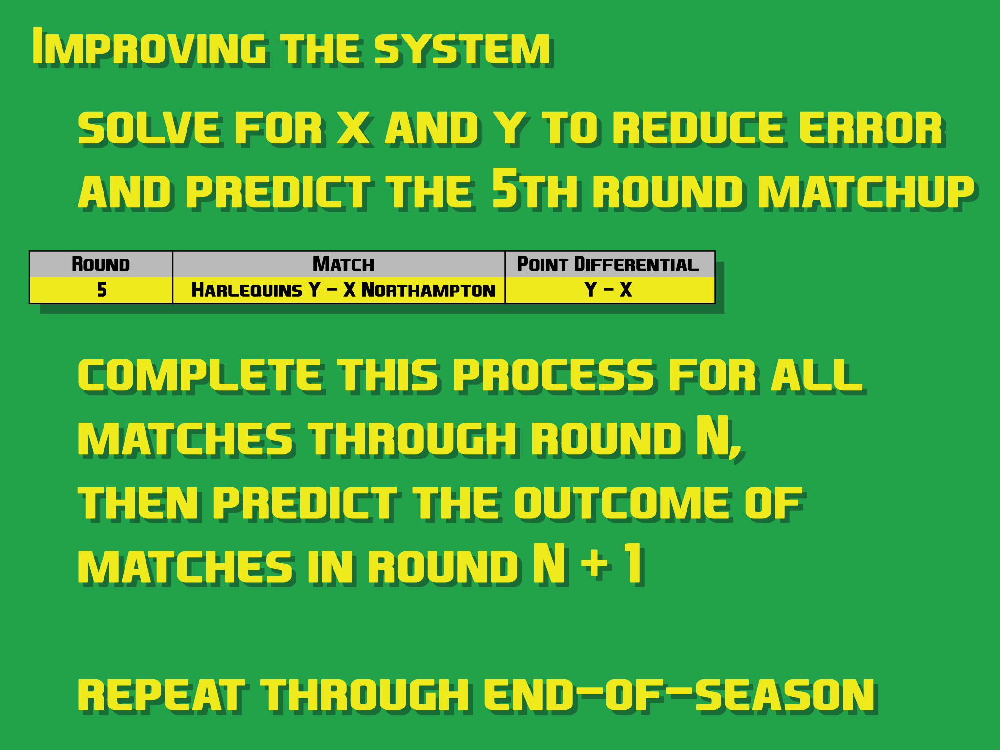 Improving the system
solve for x and y to reduce error
and predict the 5th round matchup
Round Match Point Differential
5 Harlequins Y - X Northampton Y - X
complete this process for all
matches through round N,
then predict the outcome of
matches in round N + 1
repeat through end-of-season